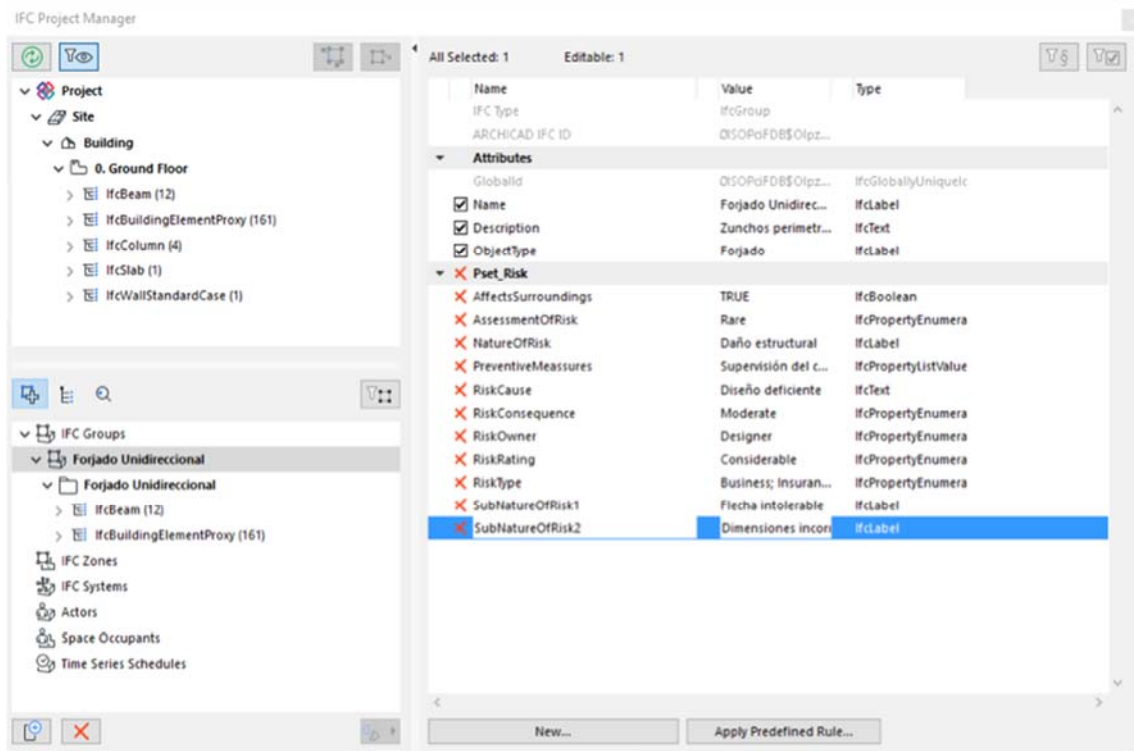 IFC Project Manager
Project
Site
Building
0. Ground Floor
IfcBeam (12)
IfcBuildingElementProxy (161)
IfcColumn (4)
IfcSlab (1)
IfcWallStandardCase (1)
IFC Groups
Forjado Unidireccional
Forjado Unidireccional
IfcBeam (12)
IfcBuildingElementProxy (161)
IFC Zones
IFC Systems
Actors
Space Occupants
Time Series Schedules
All Selected: 1 Editable: 1
Name Value Type
IFC Type IfcGroup
ARCHICAD IFC ID
Attributes
GlobalId IfcGloballyUniqueIc
Name Forjado Unidirec... IfcLabel
Description Zunchos perimetr... IfcText
ObjectType Forjado IfcLabel
Pset_Risk
AffectsSurroundings TRUE IfcBoolean
AssessmentOfRisk Rare IfcPropertyEnumera
NatureOfRisk Daño estructural IfcLabel
PreventiveMeassures Supervisión del c... IfcPropertyListValue
RiskCause Diseño deficiente IfcText
RiskConsequence Moderate IfcPropertyEnumera
RiskOwner Designer IfcPropertyEnumera
RiskRating Considerable IfcPropertyEnumera
RiskType Business; Insuran... IfcPropertyEnumera
SubNatureOfRisk1 Flecha intolerable IfcLabel
SubNatureOfRisk2 Dimensiones incorr IfcLabel
New... Apply Predefined Rule...